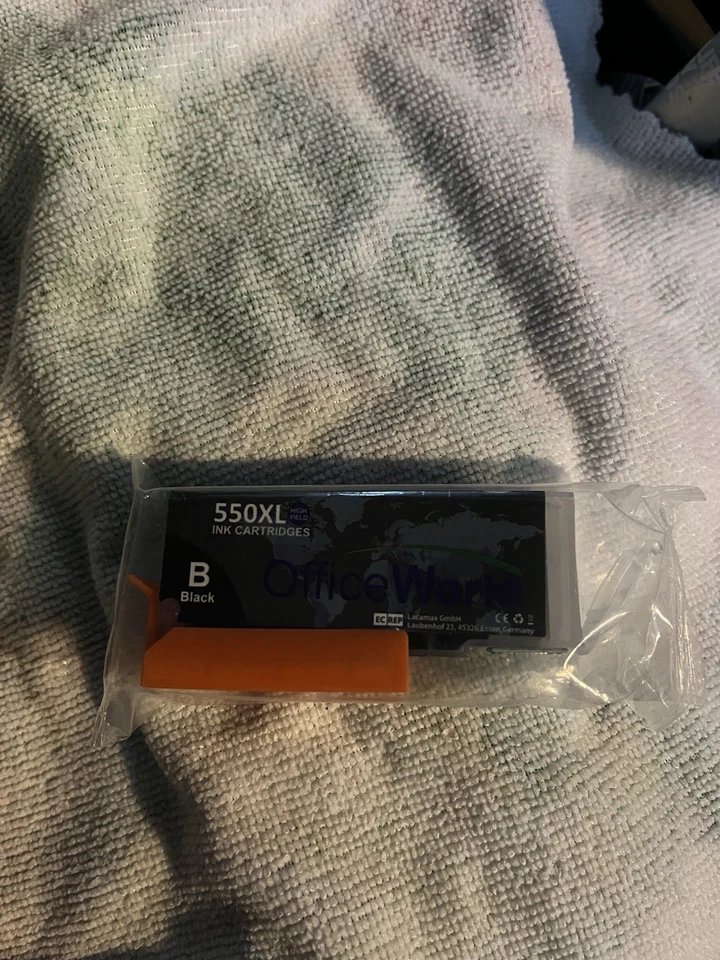 550XL HIGH YIELD
INK CARTRIDGES
B
Black
OfficeWorld
EC REP Lacamax GmbH
Laubenhof 23, 45326 Essen,Germany
CE